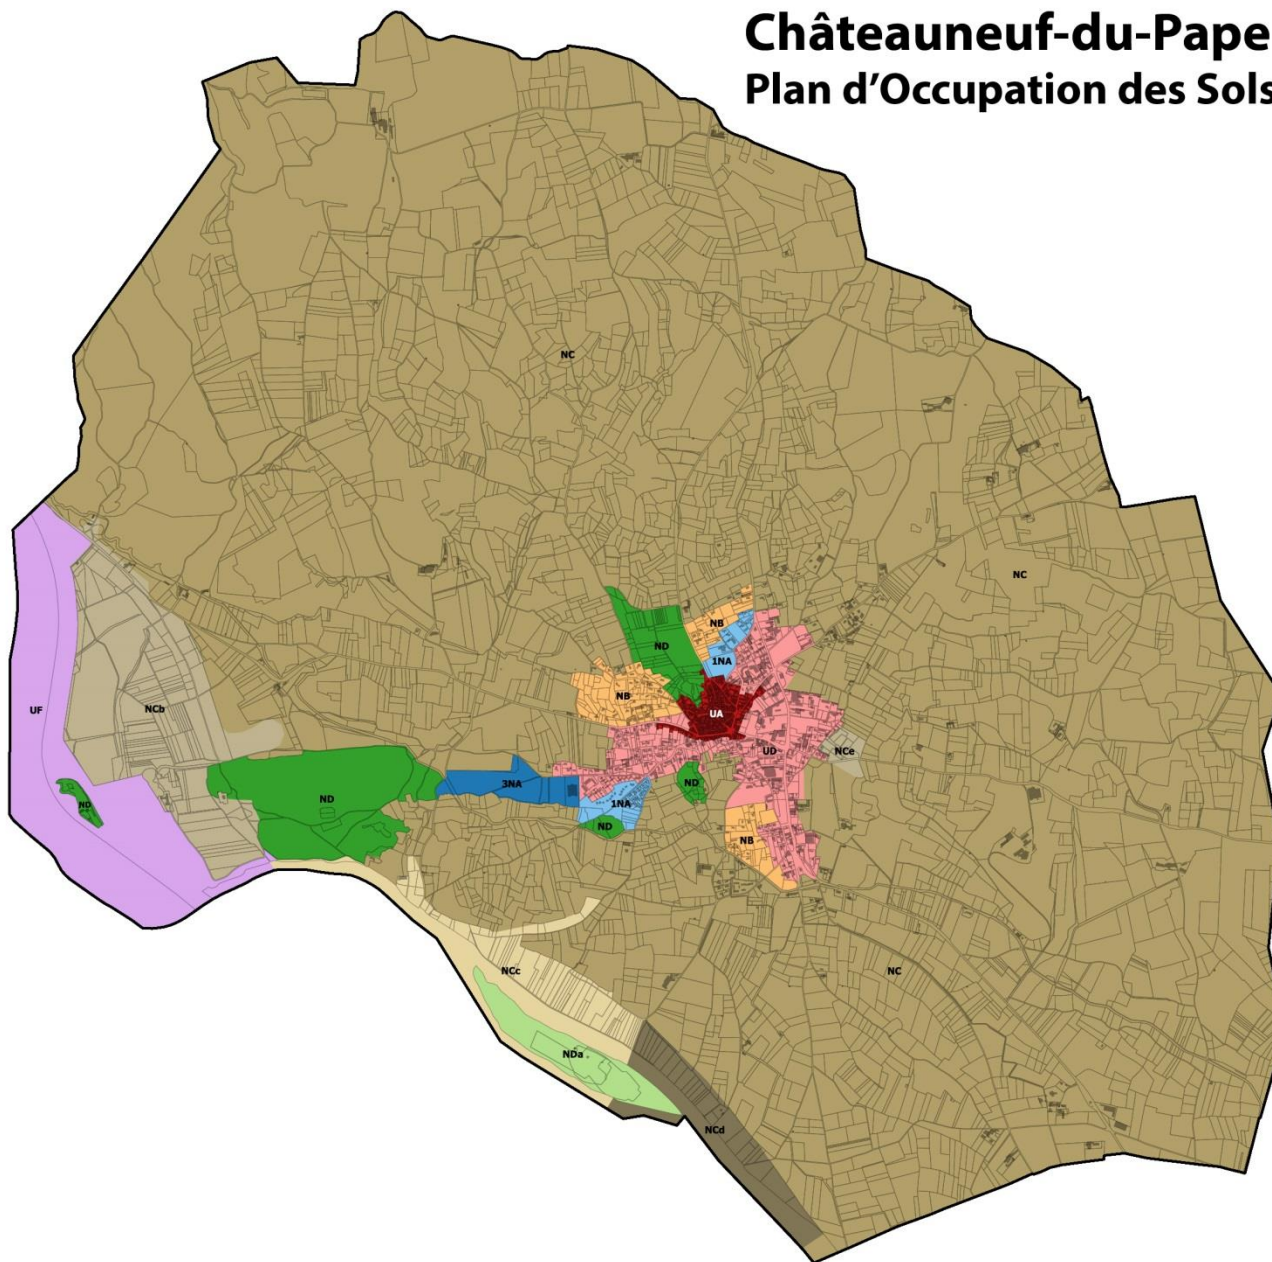 Châteauneuf-du-Pape
Plan d'Occupation des Sols
NC
NC
NB
ND
1NA
NB
UA
UF
NCb
UD
NCe
3NA
ND
ND
ND
1NA
ND
NB
NCc
NC
NDa
NCd